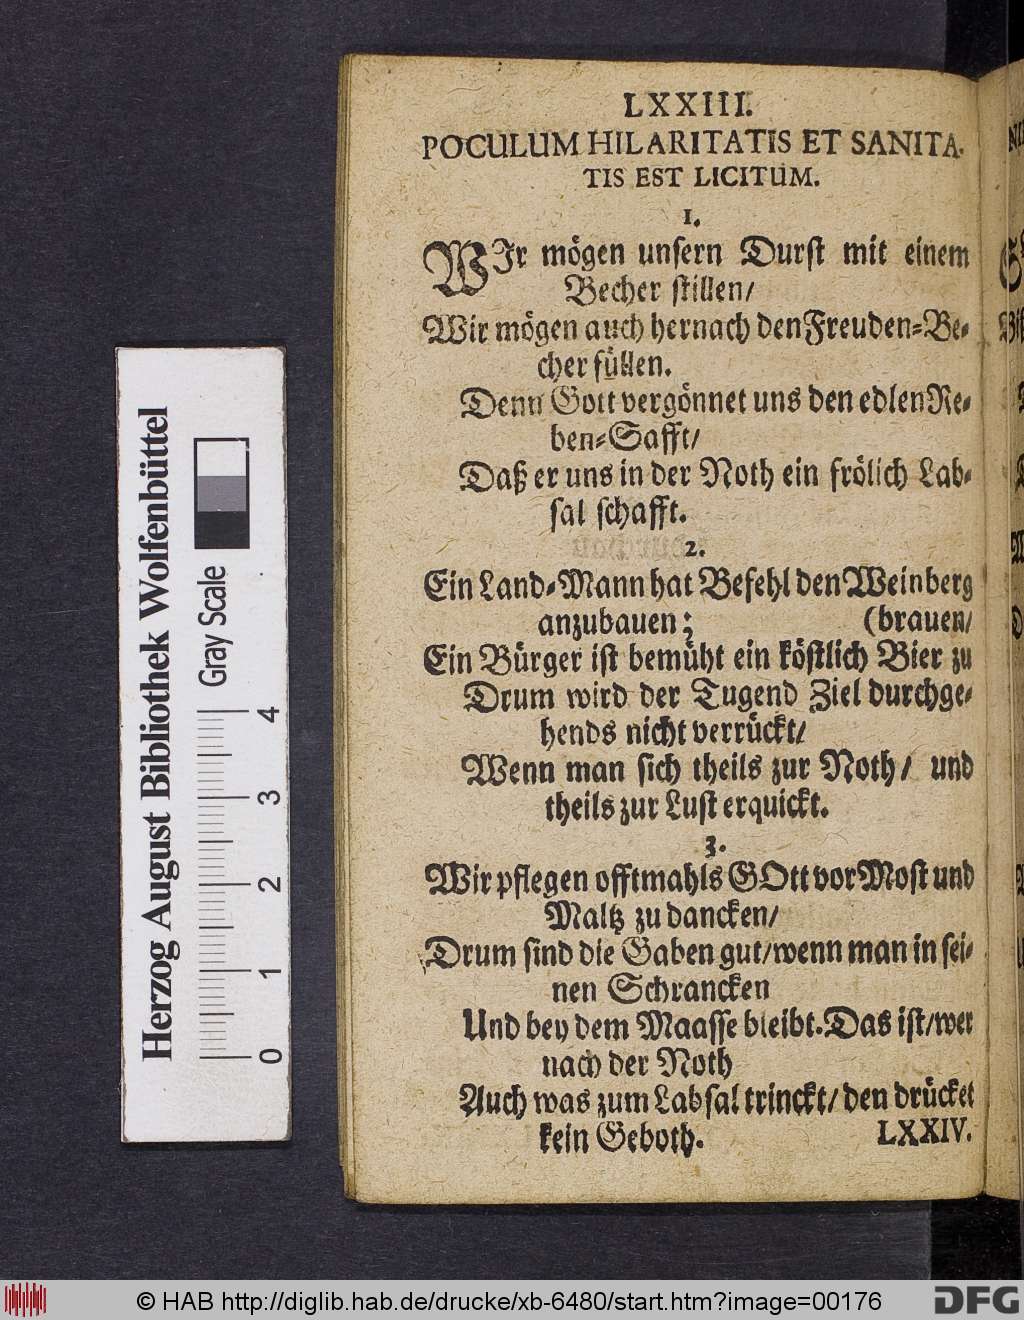 LXXIII.
POCULUM HILARITATIS ET SANITA-
TIS EST LICITUM.
1.
WIr mögen unsern Durst mit einem
Becher stillen/
Wir mögen auch hernach den Freuden=Be=
cher füllen.
Denn Gott vergönnet uns den edlen Re=
ben=Safft/
Daß er uns in der Noth ein frölich Lab=
sal schafft.
2.
Ein Land=Mann hat Befehl den Weinberg
anzubauen; (brauen/
Ein Bürger ist bemüht ein köstlich Bier zu
Drum wird der Tugend Ziel durchge=
hends nicht verrückt/
Wenn man sich theils zur Noth/ und
theils zur Lust erquickt.
3.
Wir pflegen offtmahls GOtt vor Most und
Maltz zu dancken/
Drum sind die Gaben gut/wenn man in sei=
nen Schrancken
Und bey dem Maasse bleibt. Das ist/wer
nach der Noth
Auch was zum Labsal trinckt/ den drücket
kein Geboth. LXXIV.
Herzog August Bibliothek Wolfenbüttel
Gray Scale
0 1 2 3 4
© HAB http://diglib.hab.de/drucke/xb-6480/start.htm?image=00176
DFG